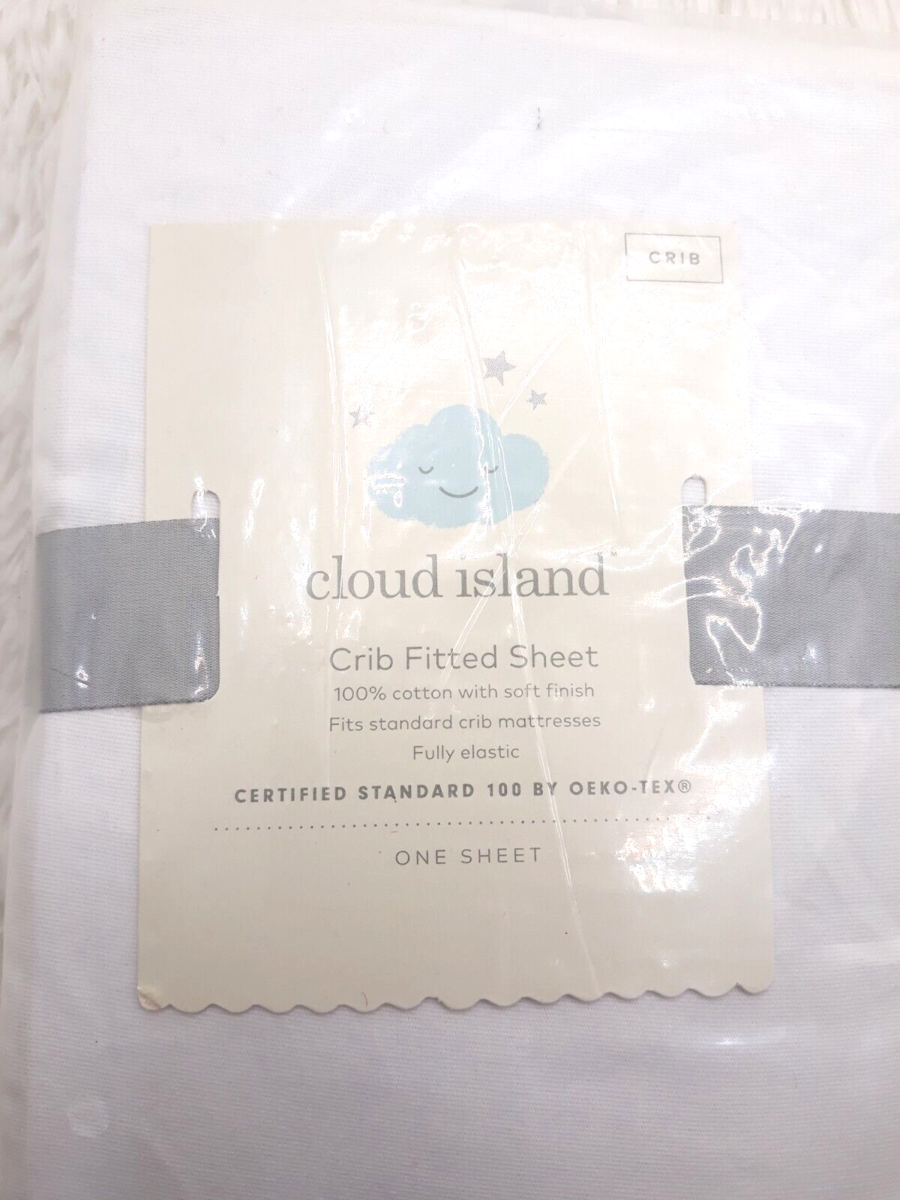 CRIB
cloud island™
Crib Fitted Sheet
100% cotton with soft finish
Fits standard crib mattresses
Fully elastic
CERTIFIED STANDARD 100 BY OEKO-TEX®
ONE SHEET